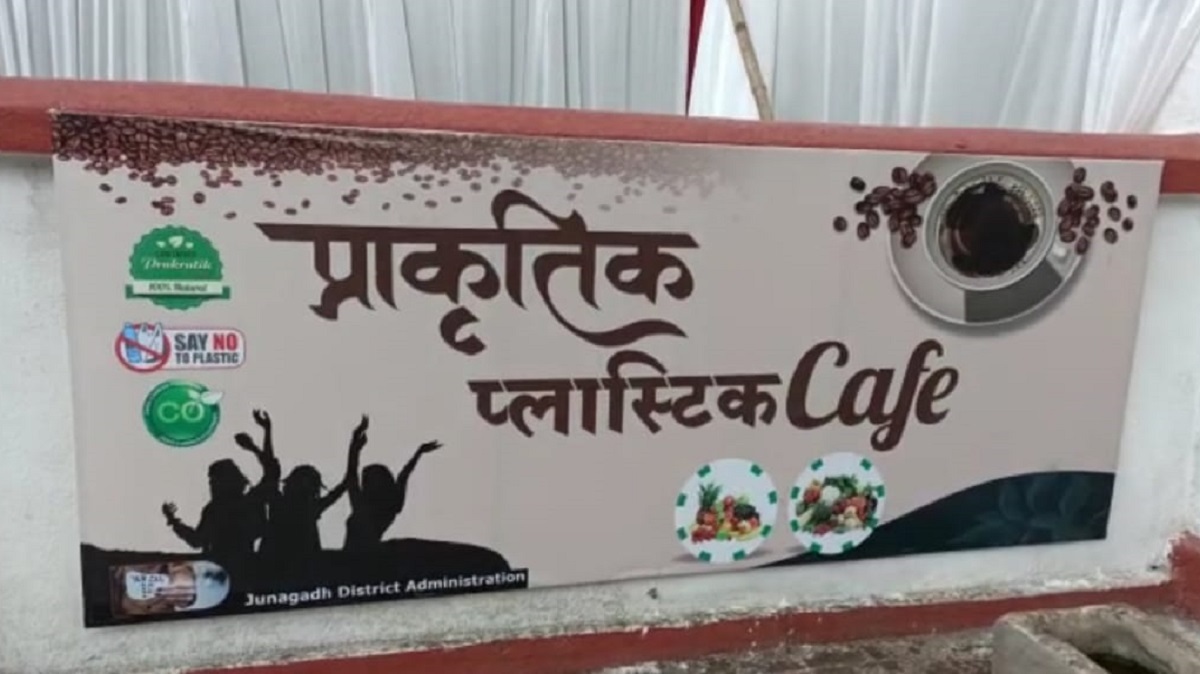 प्राकृतिक
प्लास्टिक Cafe
Prakratik
100% Natural
SAY NO
TO PLASTIC
CO
Junagadh District Administration